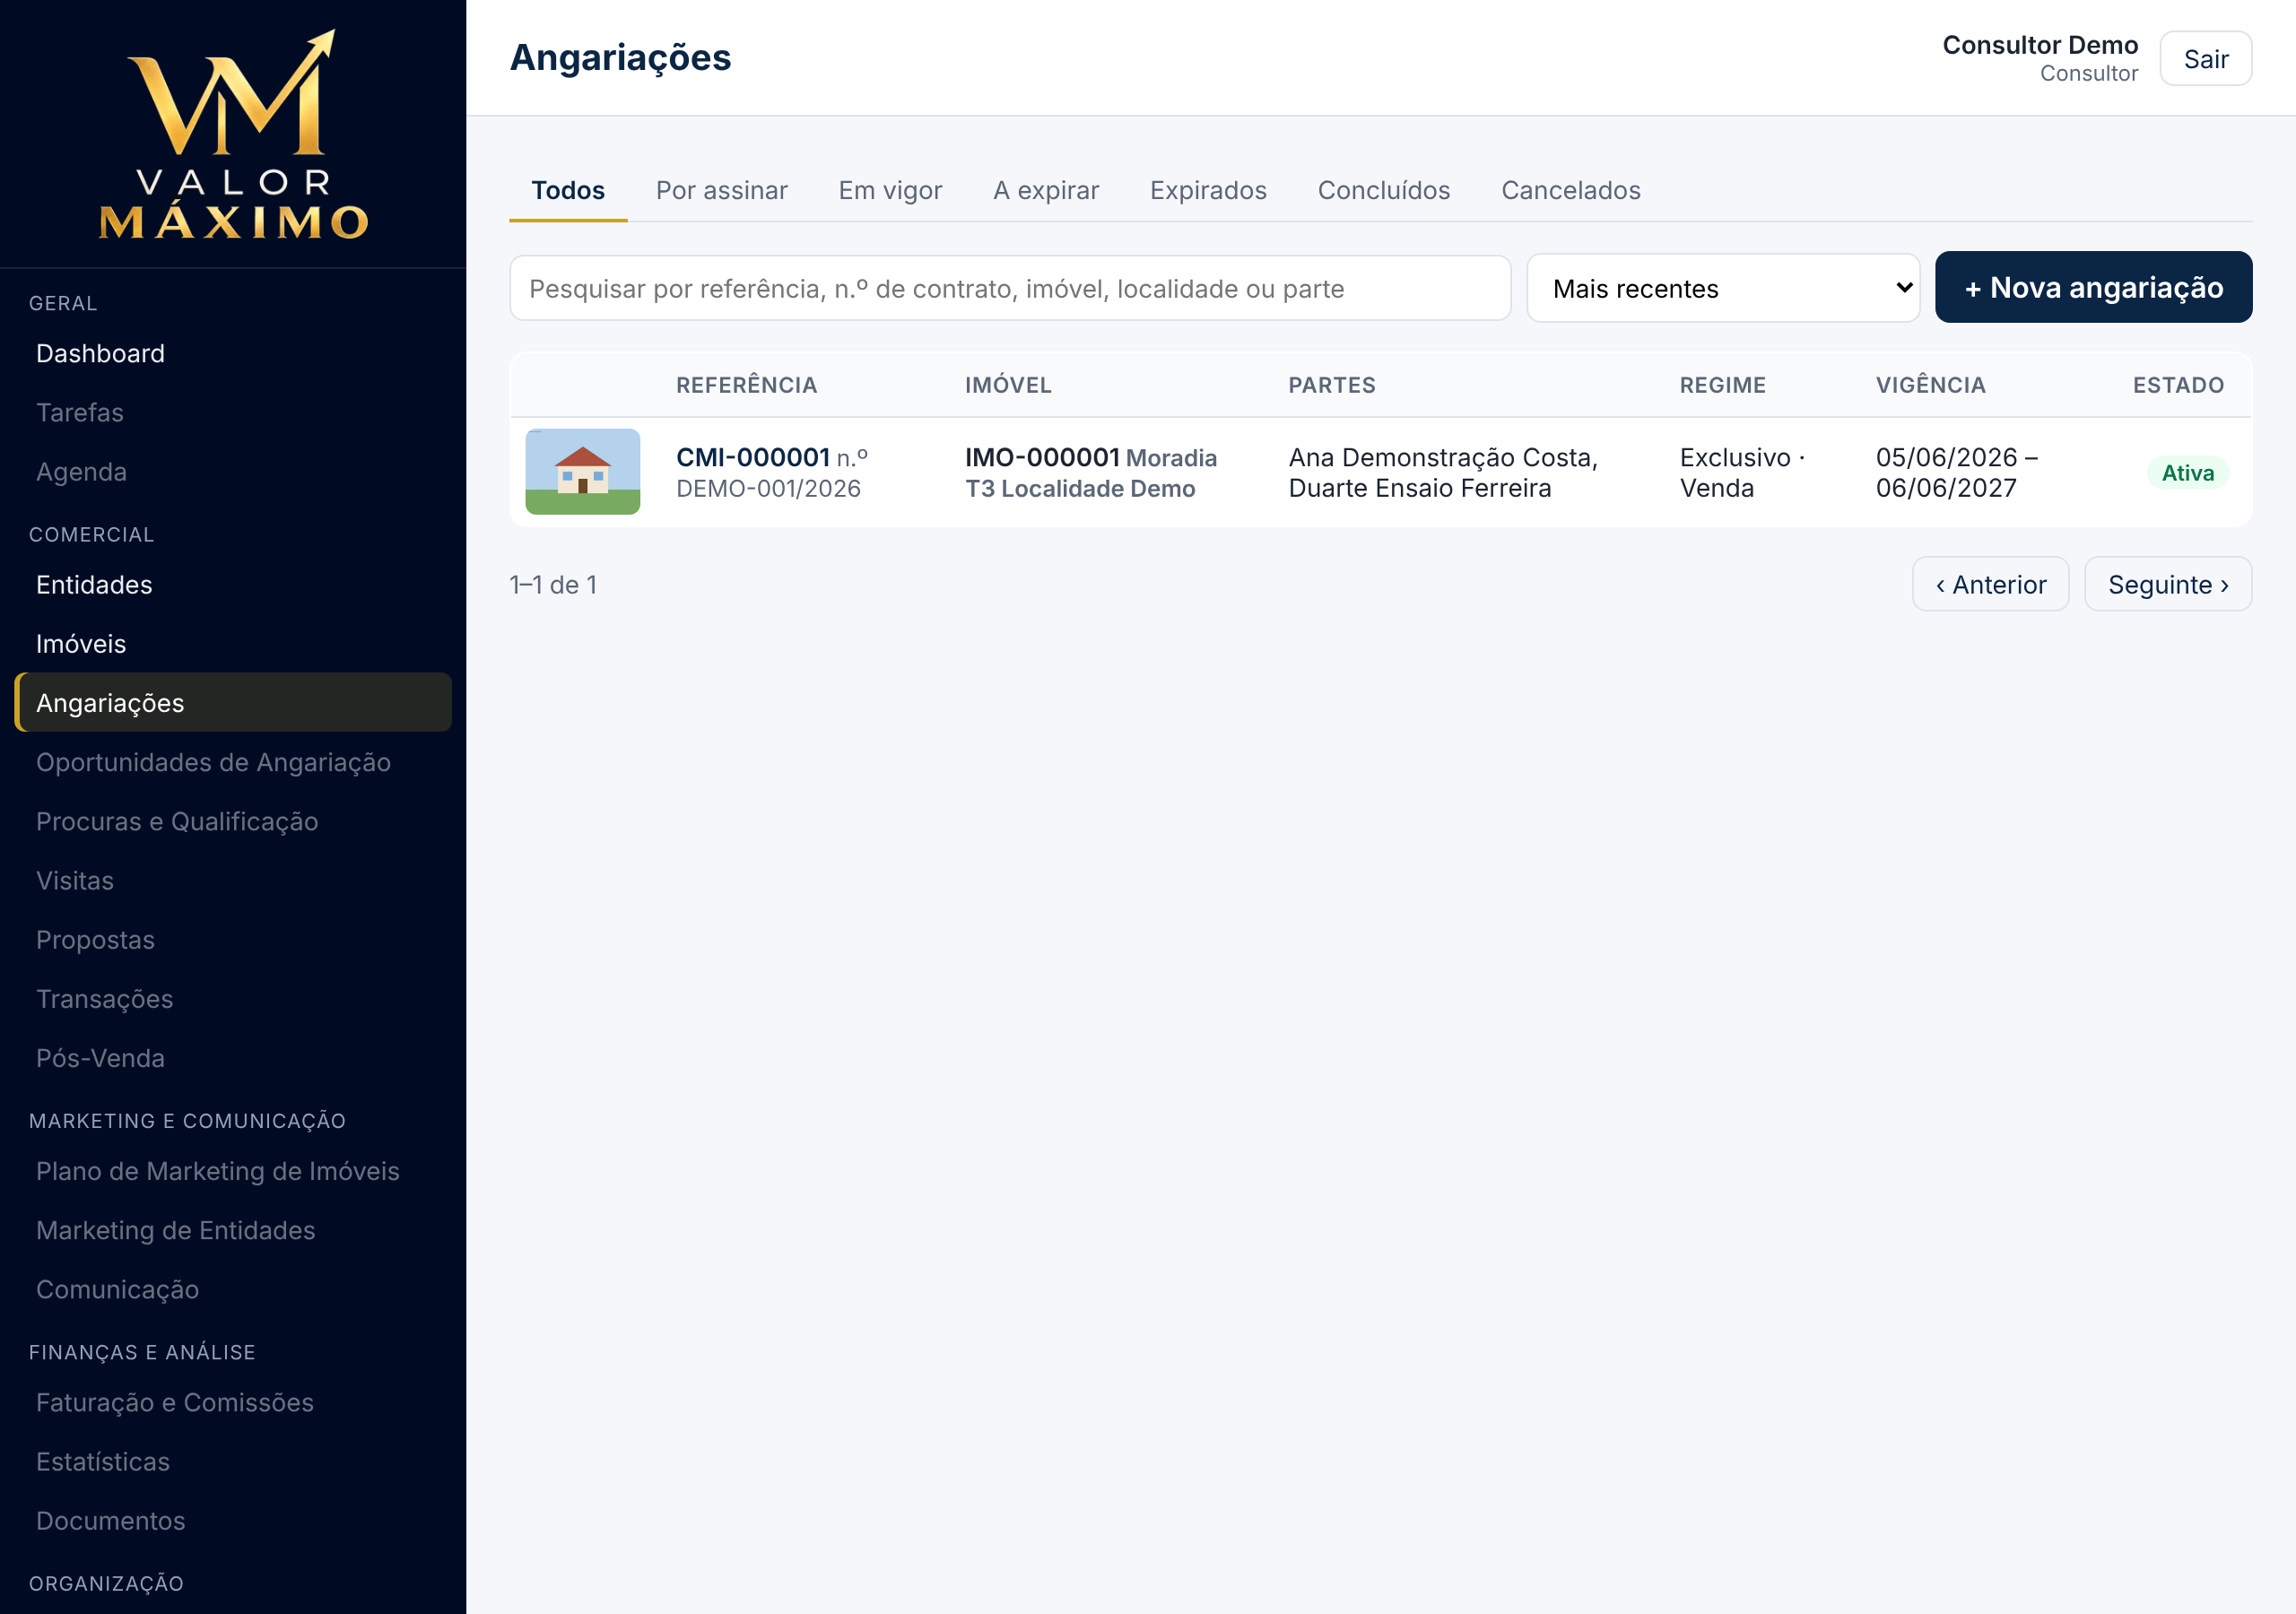 VM
VALOR
MÁXIMO
GERAL
Dashboard
Tarefas
Agenda
COMERCIAL
Entidades
Imóveis
Angariações
Oportunidades de Angariação
Procuras e Qualificação
Visitas
Propostas
Transações
Pós-Venda
MARKETING E COMUNICAÇÃO
Plano de Marketing de Imóveis
Marketing de Entidades
Comunicação
FINANÇAS E ANÁLISE
Faturação e Comissões
Estatísticas
Documentos
ORGANIZAÇÃO
Angariações
Consultor Demo
Consultor
Sair
Todos Por assinar Em vigor A expirar Expirados Concluídos Cancelados
Pesquisar por referência, n.º de contrato, imóvel, localidade ou parte
Mais recentes
+ Nova angariação
REFERÊNCIA IMÓVEL PARTES REGIME VIGÊNCIA ESTADO
CMI-000001 n.º
DEMO-001/2026
IMO-000001 Moradia
T3 Localidade Demo
Ana Demonstração Costa,
Duarte Ensaio Ferreira
Exclusivo ·
Venda
05/06/2026 –
06/06/2027
Ativa
1–1 de 1
‹ Anterior
Seguinte ›